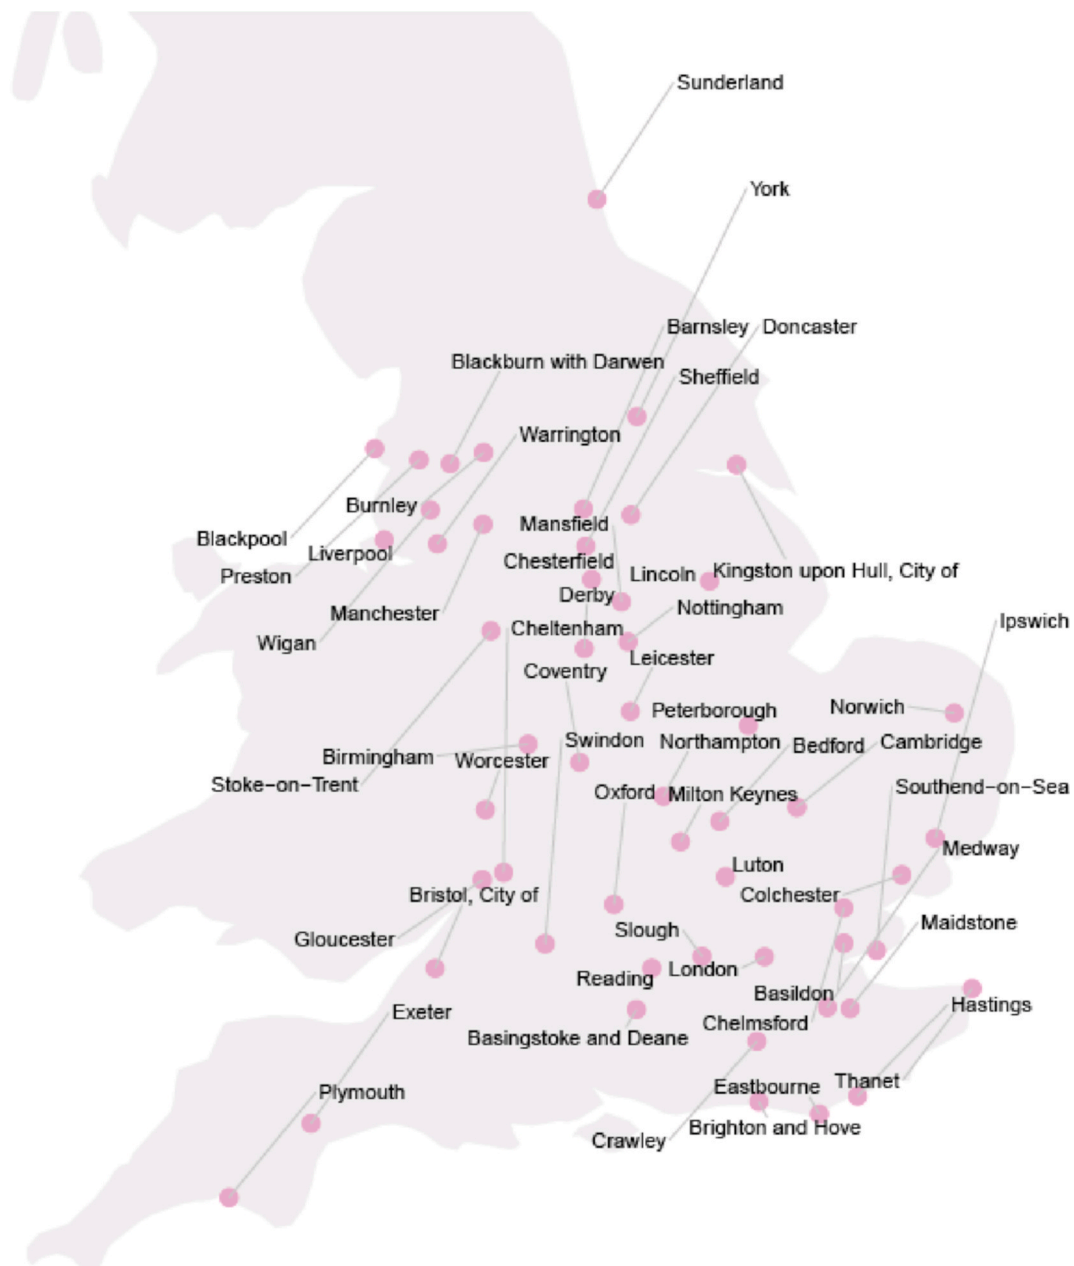 Sunderland
York
Barnsley
Doncaster
Blackburn with Darwen
Sheffield
Warrington
Burnley
Mansfield
Blackpool
Liverpool
Chesterfield
Preston
Lincoln
Kingston upon Hull, City of
Derby
Manchester
Nottingham
Ipswich
Wigan
Cheltenham
Leicester
Coventry
Norwich
Peterborough
Swindon
Northampton
Bedford
Cambridge
Birmingham
Worcester
Stoke−on−Trent
Oxford
Milton Keynes
Southend−on−Sea
Medway
Luton
Bristol, City of
Colchester
Maidstone
Gloucester
Slough
London
Reading
Basildon
Hastings
Exeter
Chelmsford
Basingstoke and Deane
Thanet
Eastbourne
Plymouth
Brighton and Hove
Crawley